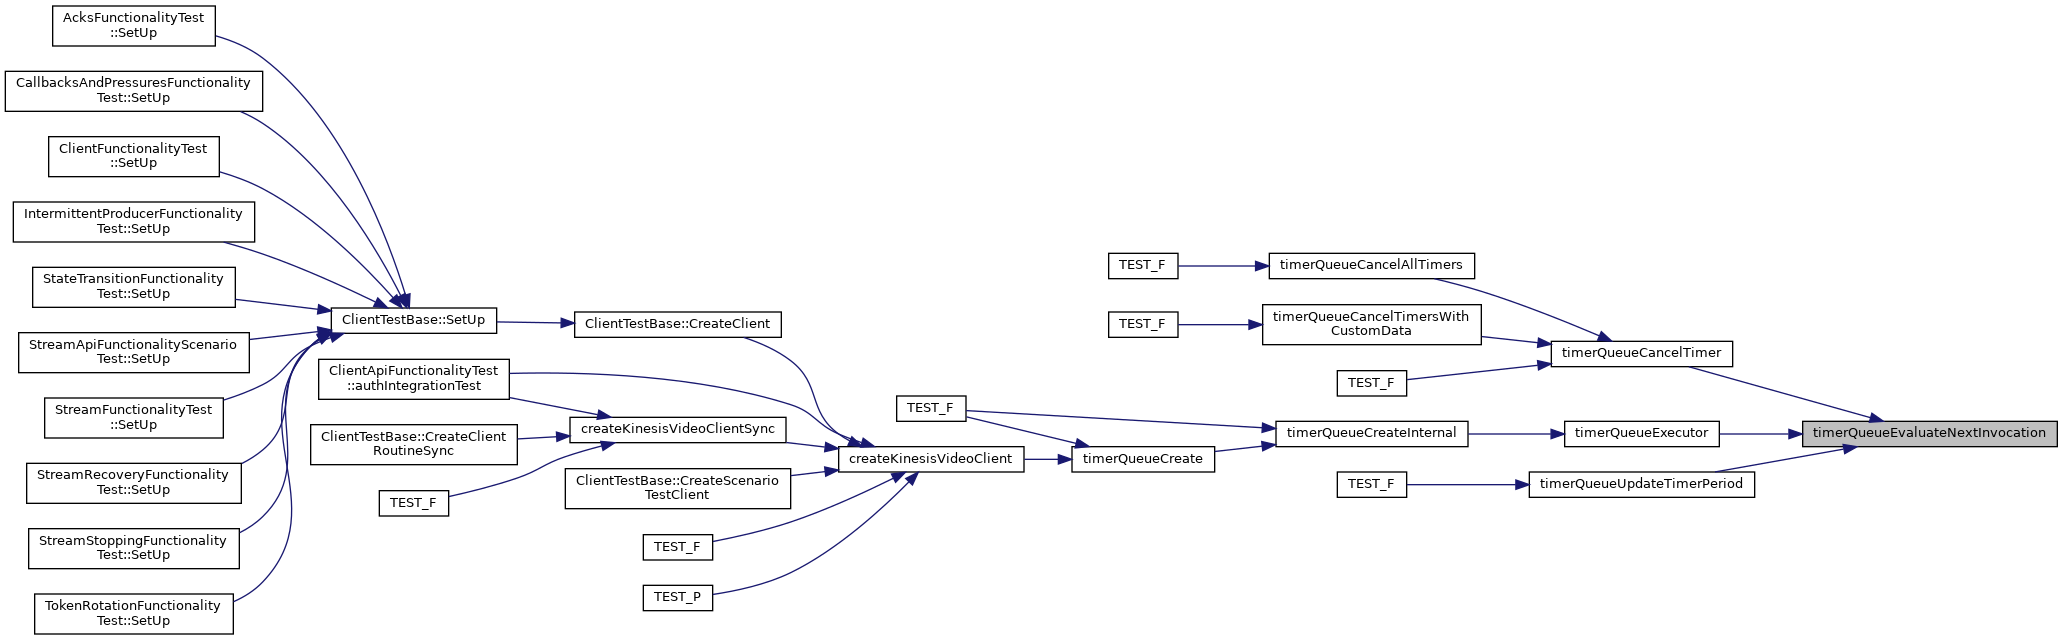 AcksFunctionalityTest
::SetUp
CallbacksAndPressuresFunctionality
Test::SetUp
ClientFunctionalityTest
::SetUp
IntermittentProducerFunctionality
Test::SetUp
StateTransitionFunctionality
Test::SetUp
StreamApiFunctionalityScenario
Test::SetUp
StreamFunctionalityTest
::SetUp
StreamRecoveryFunctionality
Test::SetUp
StreamStoppingFunctionality
Test::SetUp
TokenRotationFunctionality
Test::SetUp
ClientTestBase::SetUp
ClientApiFunctionalityTest
::authIntegrationTest
ClientTestBase::CreateClient
RoutineSync
TEST_F
ClientTestBase::CreateClient
createKinesisVideoClientSync
ClientTestBase::CreateScenario
TestClient
TEST_F
TEST_P
TEST_F
createKinesisVideoClient
timerQueueCreate
TEST_F
TEST_F
timerQueueCancelAllTimers
timerQueueCancelTimersWith
CustomData
TEST_F
timerQueueCreateInternal
TEST_F
timerQueueCancelTimer
timerQueueExecutor
timerQueueUpdateTimerPeriod
timerQueueEvaluateNextInvocation